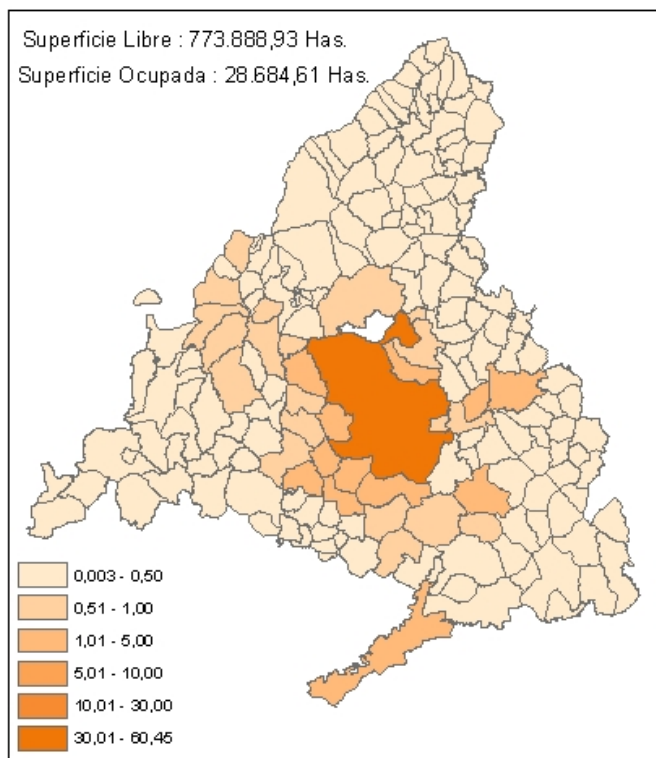 Superficie Libre : 773.888,93 Has.
Superficie Ocupada : 28.684,61 Has.
0,003 - 0,50
0,51 - 1,00
1,01 - 5,00
5,01 - 10,00
10,01 - 30,00
30,01 - 60,45